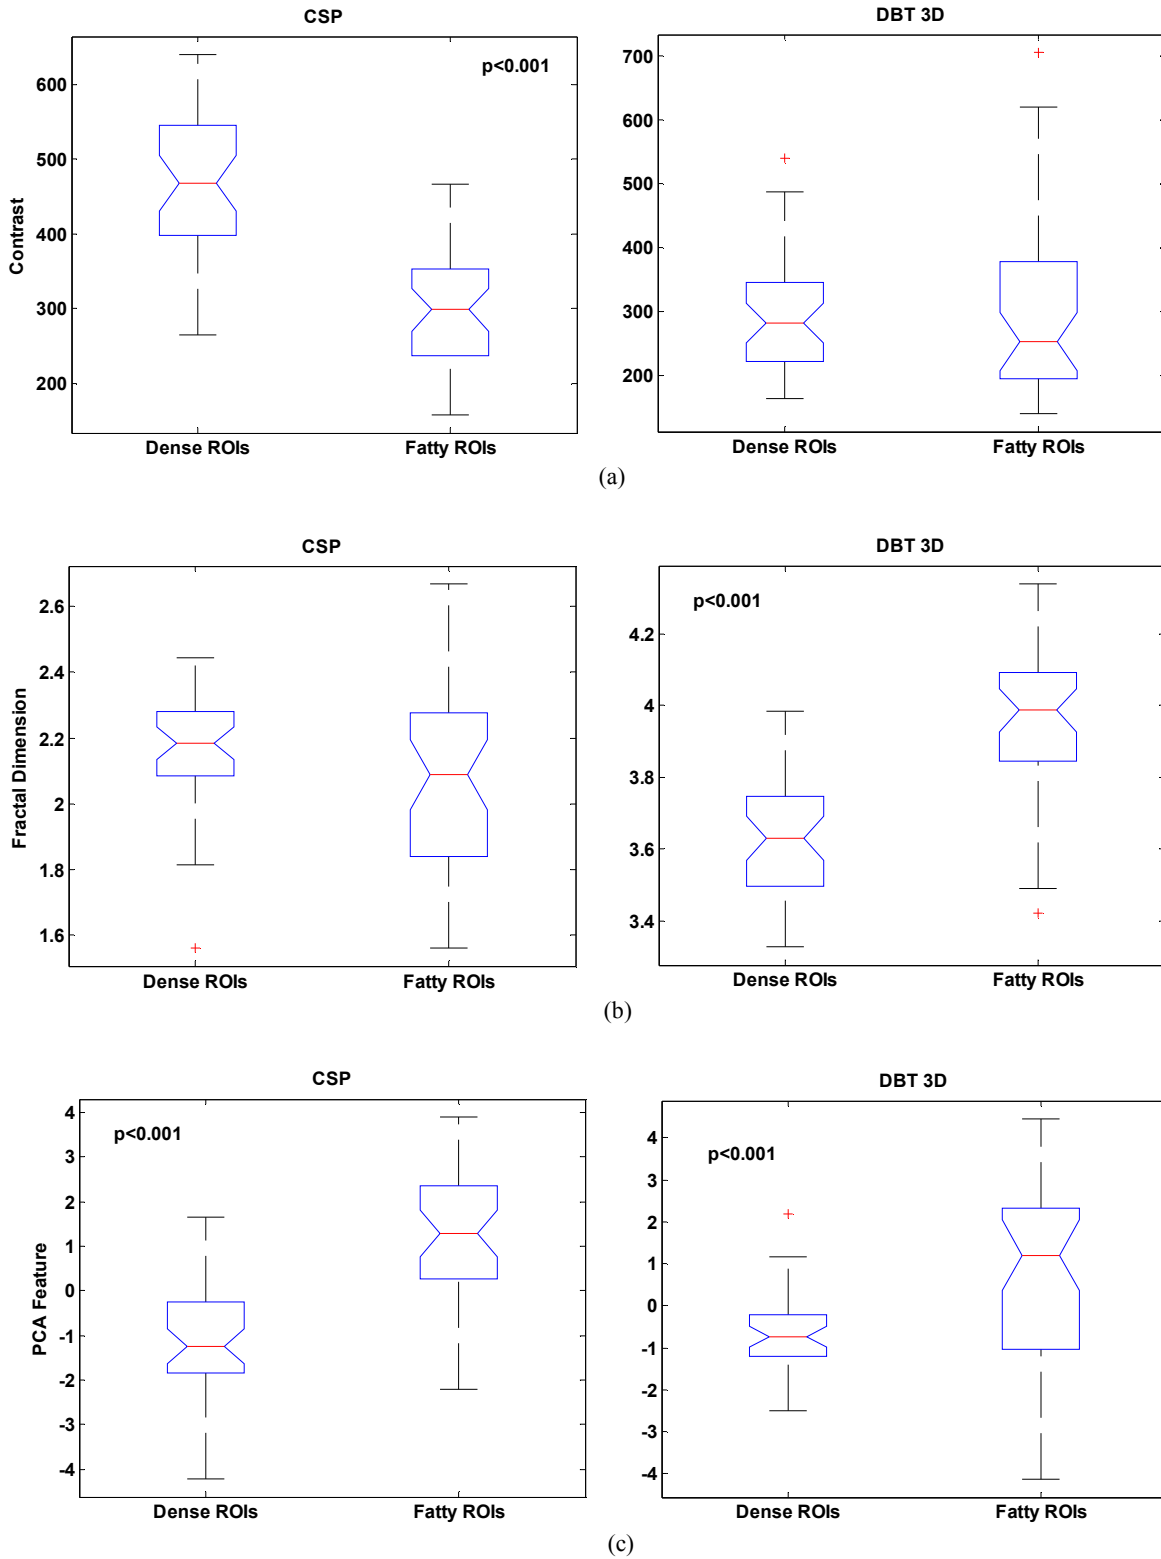 CSP
DBT 3D
p<0.001
Contrast
600
500
400
300
200
700
600
500
400
300
200
Dense ROIs
Fatty ROIs
Dense ROIs
Fatty ROIs
(a)
CSP
DBT 3D
p<0.001
Fractal Dimension
2.6
2.4
2.2
2
1.8
1.6
4.2
4
3.8
3.6
3.4
Dense ROIs
Fatty ROIs
Dense ROIs
Fatty ROIs
(b)
CSP
DBT 3D
p<0.001
p<0.001
PCA Feature
4
3
2
1
0
-1
-2
-3
-4
4
3
2
1
0
-1
-2
-3
-4
Dense ROIs
Fatty ROIs
Dense ROIs
Fatty ROIs
(c)